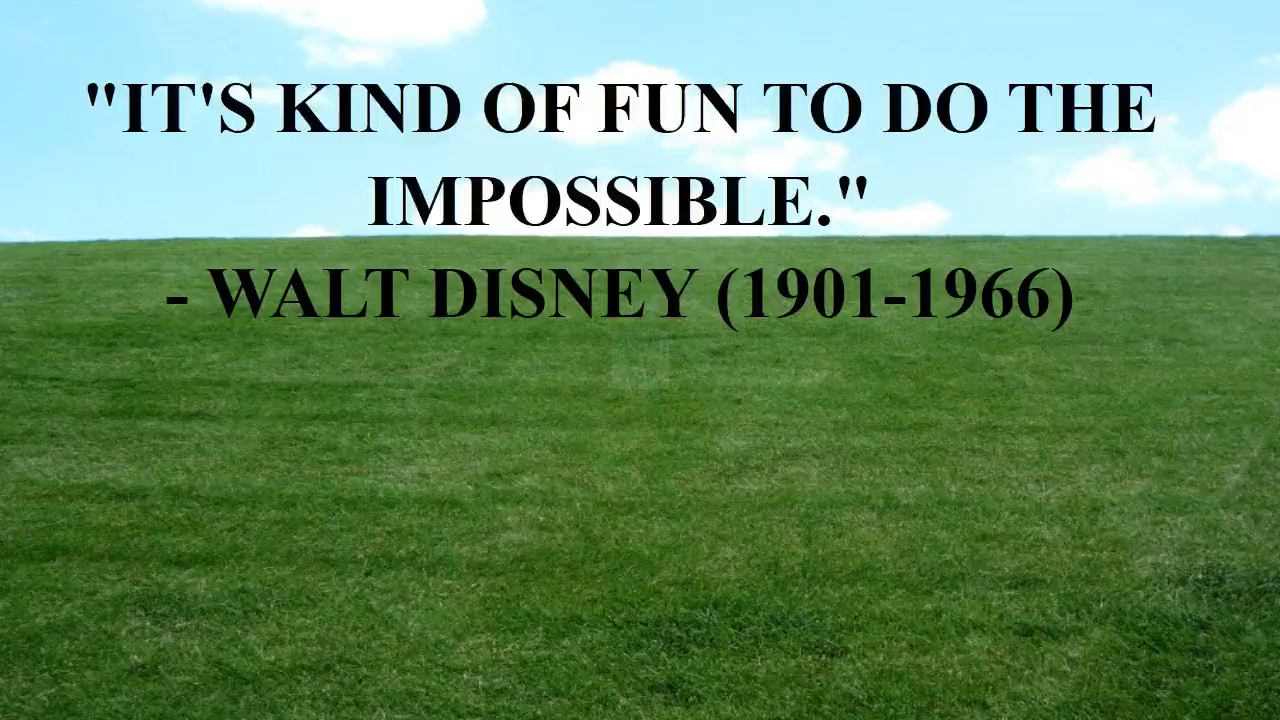 "IT'S KIND OF FUN TO DO THE
IMPOSSIBLE."
- WALT DISNEY (1901-1966)